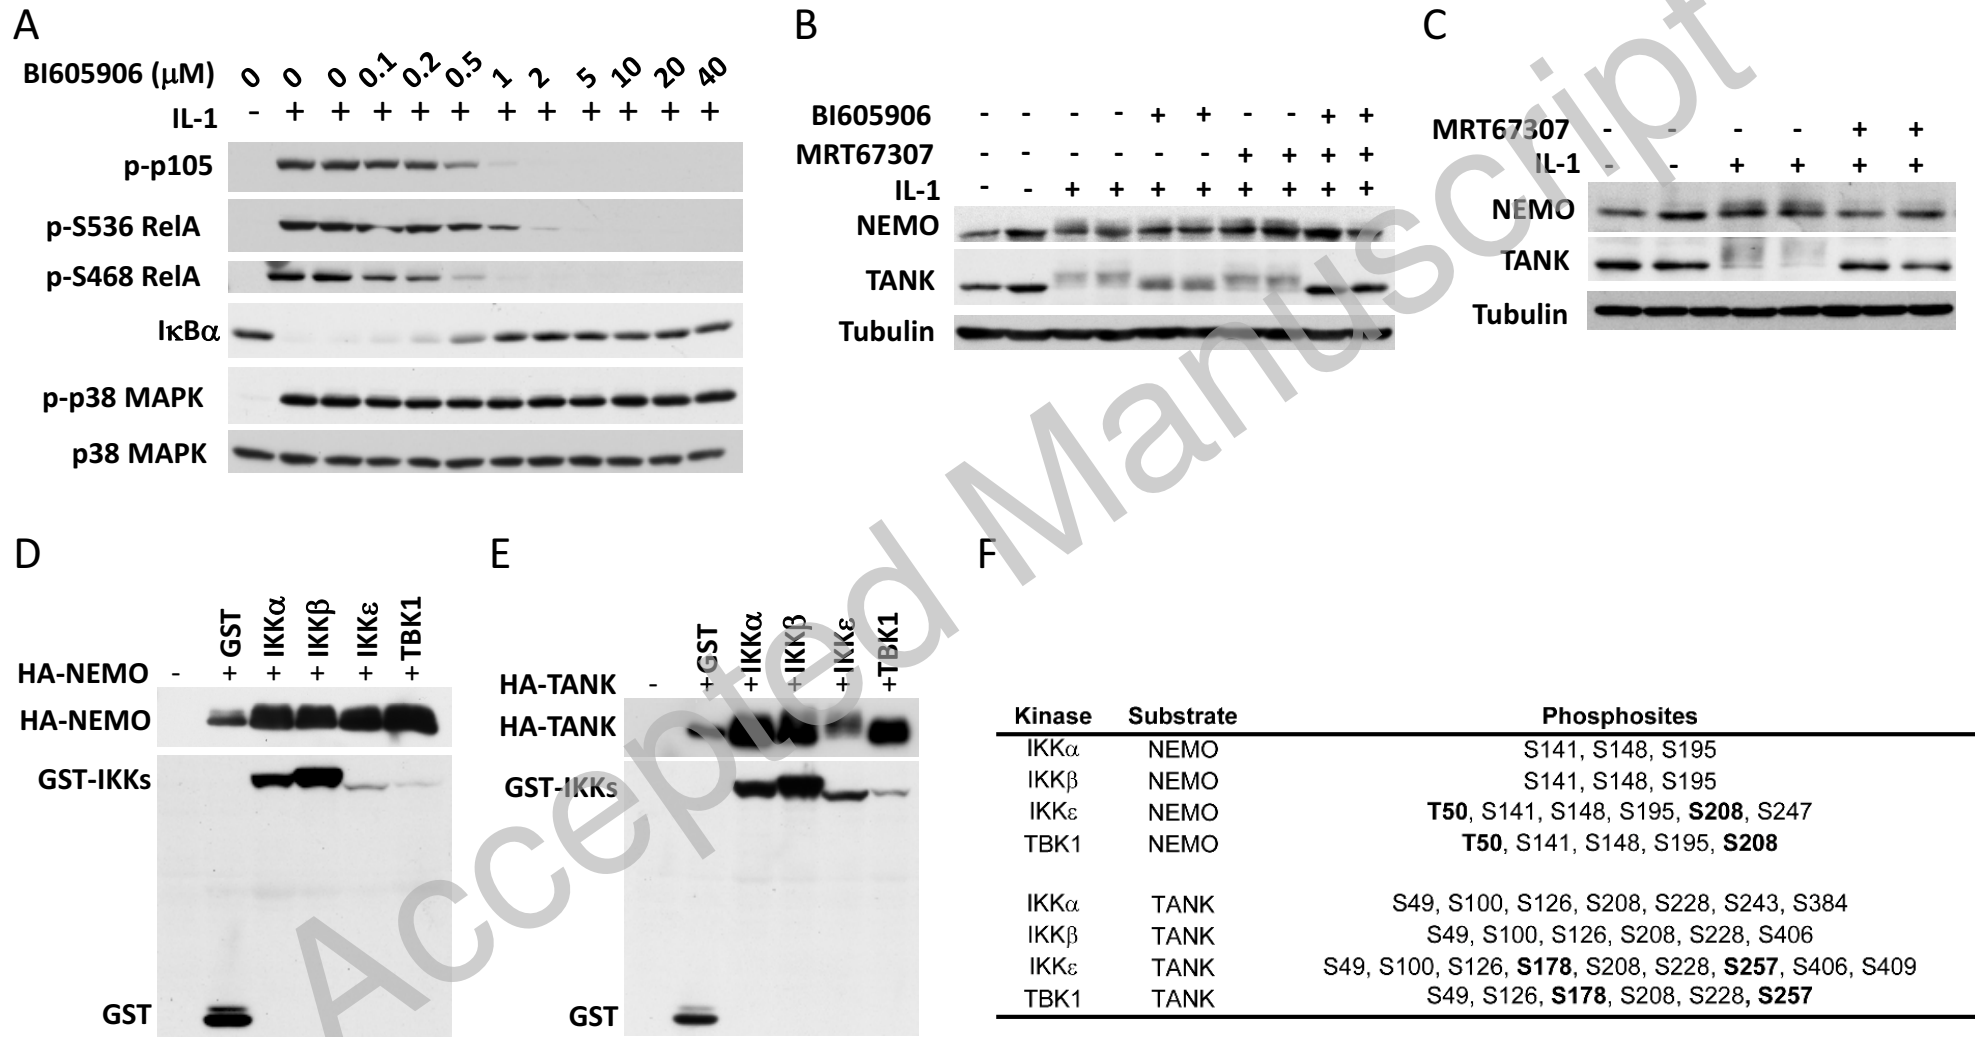 A
BI605906 (μM) 0 0 0 0.1 0.2 0.5 1 2 5 10 20 40
IL-1 - + + + + + + + + + + +
p-p105
p-S536 RelA
p-S468 RelA
IκBα
p-p38 MAPK
p38 MAPK
B
BI605906 - - - - + + - - + +
MRT67307 - - - - - - + + + +
IL-1 - - + + + + + + + +
NEMO
TANK
Tubulin
C
MRT67307 - - - - + +
IL-1 - - + + + +
NEMO
TANK
Tubulin
D
GST IKKα IKKβ IKKε TBK1
HA-NEMO - + + + + +
HA-NEMO
GST-IKKs
GST
E
GST IKKα IKKβ IKKε TBK1
HA-TANK - + + + + +
HA-TANK
GST-IKKs
GST
F
Kinase Substrate Phosphosites
IKKα NEMO S141, S148, S195
IKKβ NEMO S141, S148, S195
IKKε NEMO T50, S141, S148, S195, S208, S247
TBK1 NEMO T50, S141, S148, S195, S208
IKKα TANK S49, S100, S126, S208, S228, S243, S384
IKKβ TANK S49, S100, S126, S208, S228, S406
IKKε TANK S49, S100, S126, S178, S208, S228, S257, S406, S409
TBK1 TANK S49, S126, S178, S208, S228, S257
Accepted Manuscript